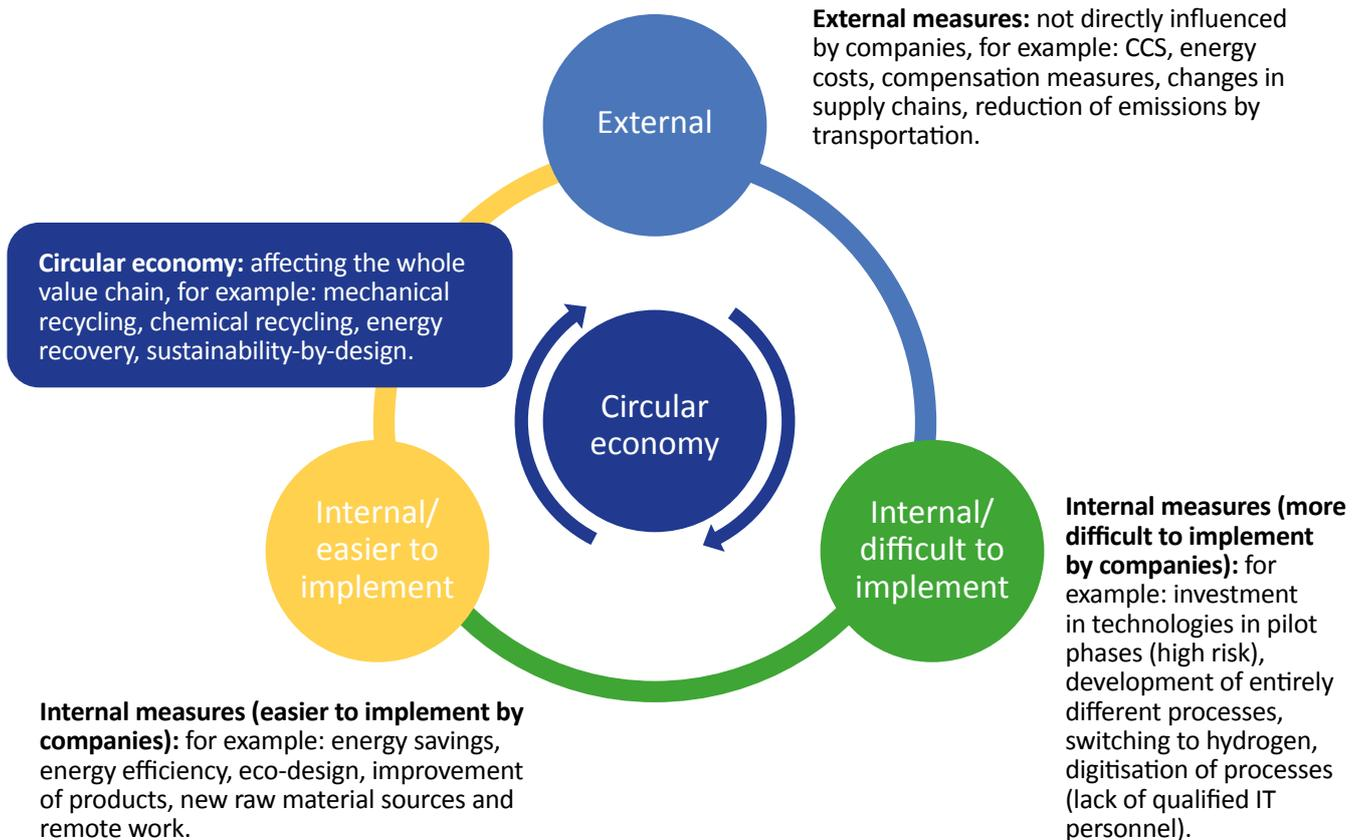 External measures: not directly influenced
by companies, for example: CCS, energy
costs, compensation measures, changes in
supply chains, reduction of emissions by
transportation.
External
Circular economy: affecting the whole
value chain, for example: mechanical
recycling, chemical recycling, energy
recovery, sustainability-by-design.
Circular
economy
Internal/
easier to
implement
Internal/
difficult to
implement
Internal measures (more
difficult to implement
by companies): for
example: investment
in technologies in pilot
phases (high risk),
development of entirely
different processes,
switching to hydrogen,
digitisation of processes
(lack of qualified IT
personnel).
Internal measures (easier to implement by
companies): for example: energy savings,
energy efficiency, eco-design, improvement
of products, new raw material sources and
remote work.